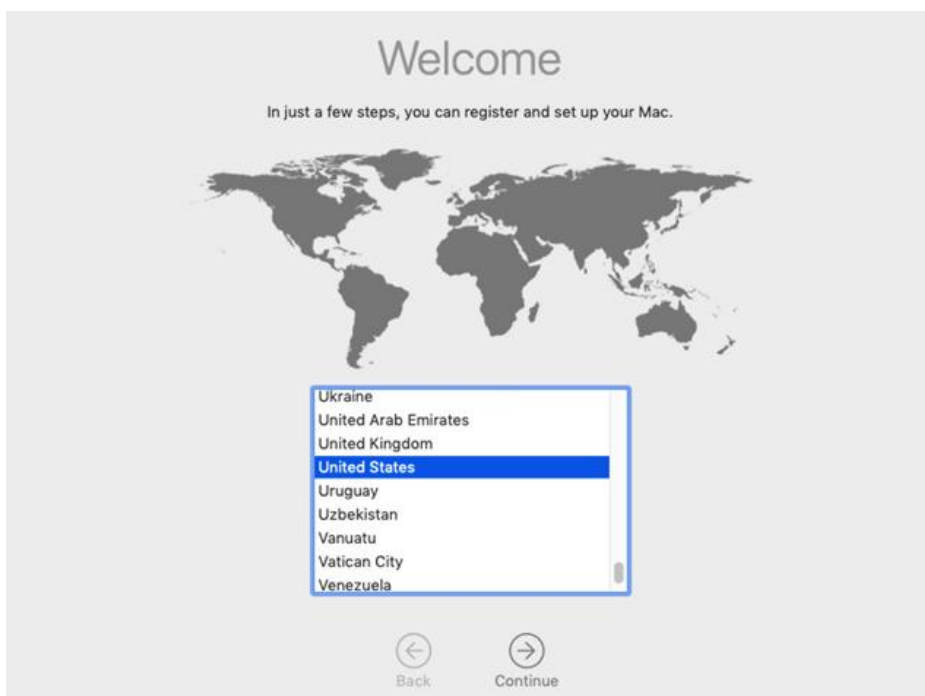 Welcome
In just a few steps, you can register and set up your Mac.
Ukraine
United Arab Emirates
United Kingdom
United States
Uruguay
Uzbekistan
Vanuatu
Vatican City
Venezuela
Back
Continue